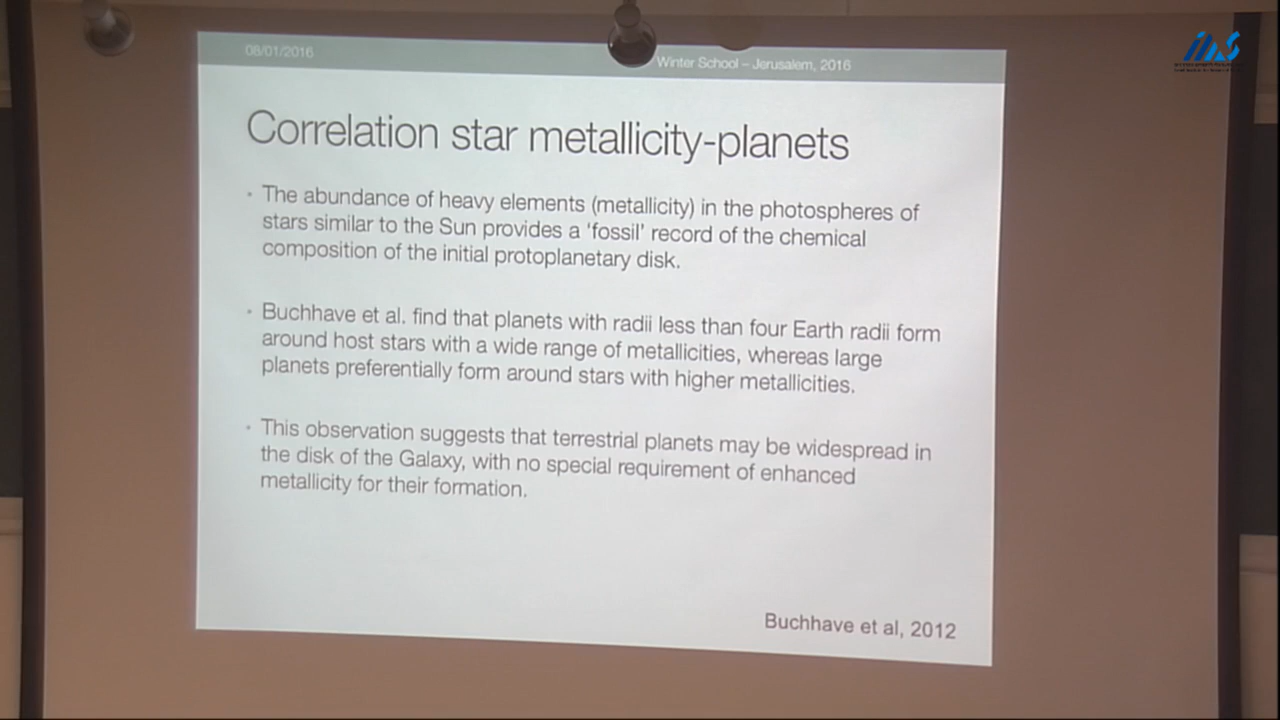 08/01/2016
Winter School – Jerusalem, 2016
Correlation star metallicity-planets
• The abundance of heavy elements (metallicity) in the photospheres of
stars similar to the Sun provides a ‘fossil’ record of the chemical
composition of the initial protoplanetary disk.
• Buchhave et al. find that planets with radii less than four Earth radii form
around host stars with a wide range of metallicities, whereas large
planets preferentially form around stars with higher metallicities.
• This observation suggests that terrestrial planets may be widespread in
the disk of the Galaxy, with no special requirement of enhanced
metallicity for their formation.
Buchhave et al, 2012